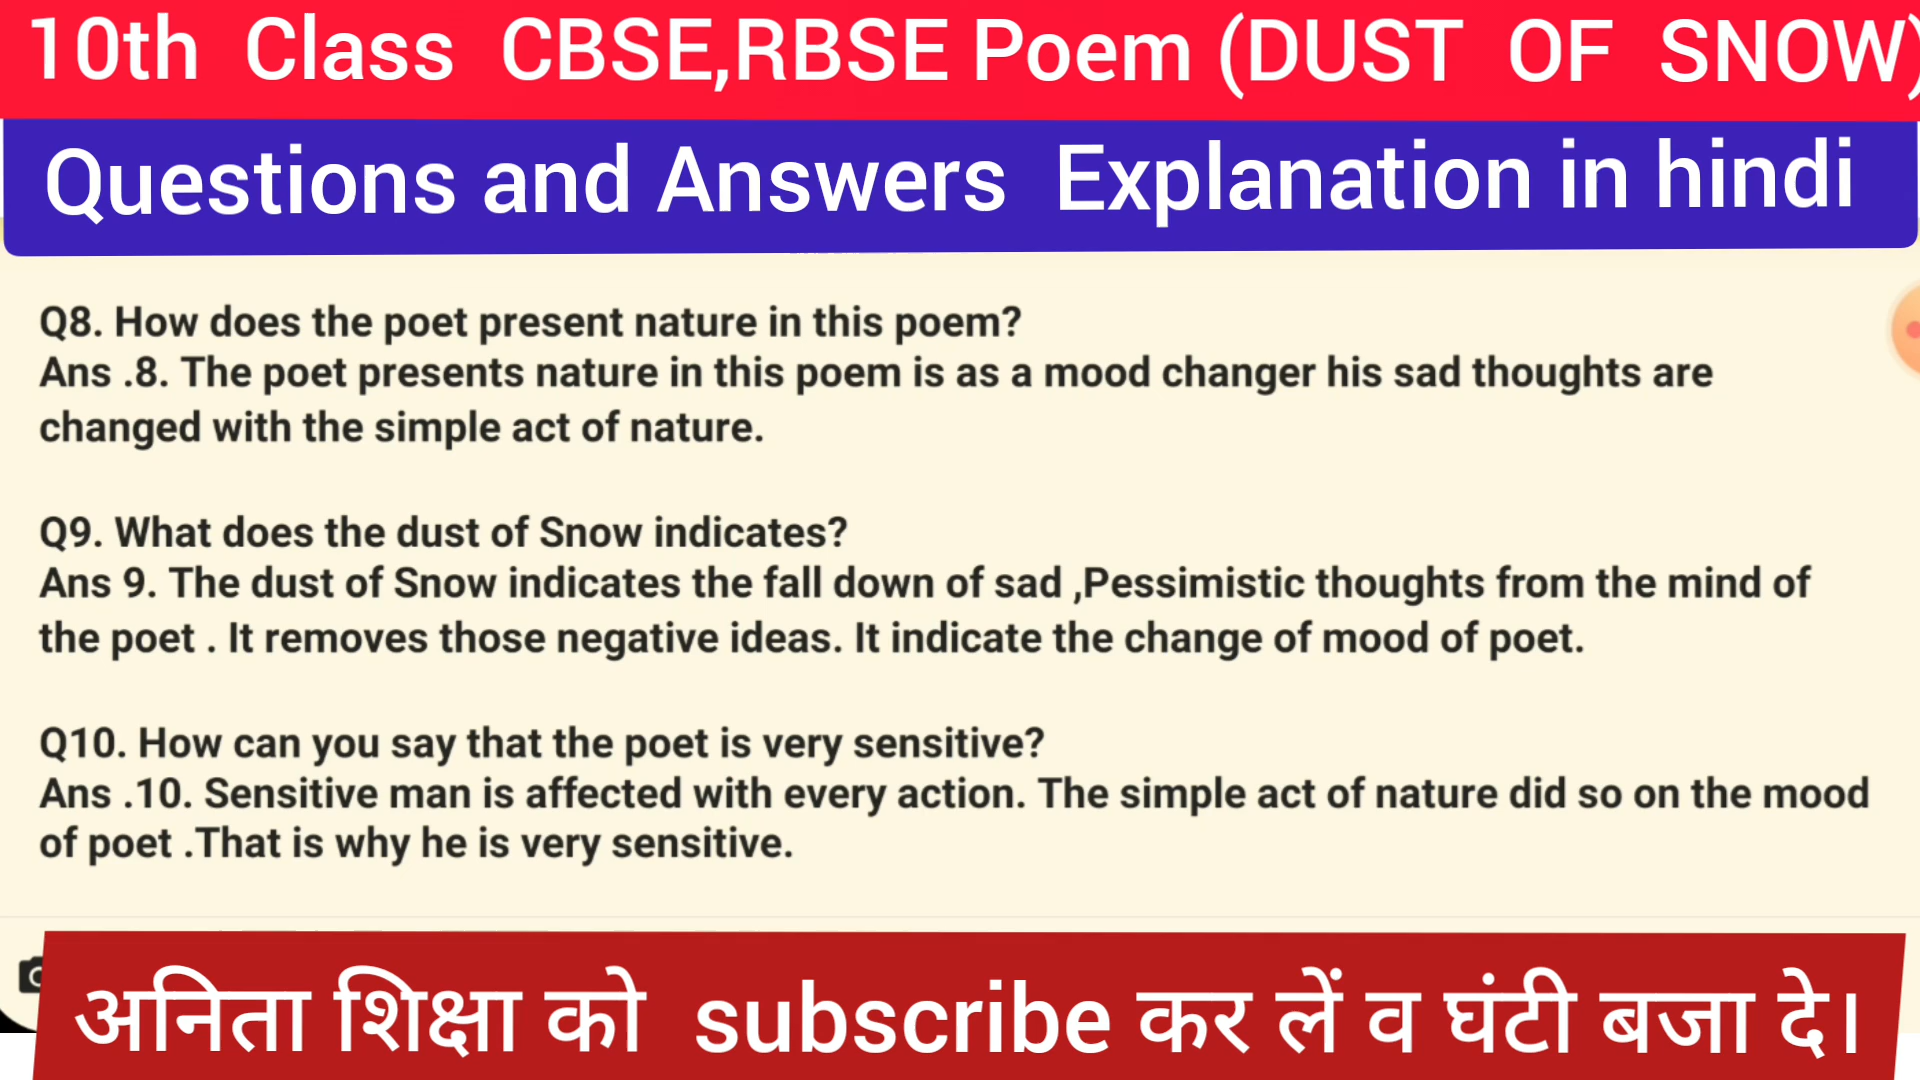 10th Class CBSE,RBSE Poem (DUST OF SNOW)
Questions and Answers Explanation in hindi
Q8. How does the poet present nature in this poem?
Ans .8. The poet presents nature in this poem is as a mood changer his sad thoughts are
changed with the simple act of nature.
Q9. What does the dust of Snow indicates?
Ans 9. The dust of Snow indicates the fall down of sad ,Pessimistic thoughts from the mind of
the poet . It removes those negative ideas. It indicate the change of mood of poet.
Q10. How can you say that the poet is very sensitive?
Ans .10. Sensitive man is affected with every action. The simple act of nature did so on the mood
of poet .That is why he is very sensitive.
अनिता शिक्षा को subscribe कर लें व घंटी बजा दे।